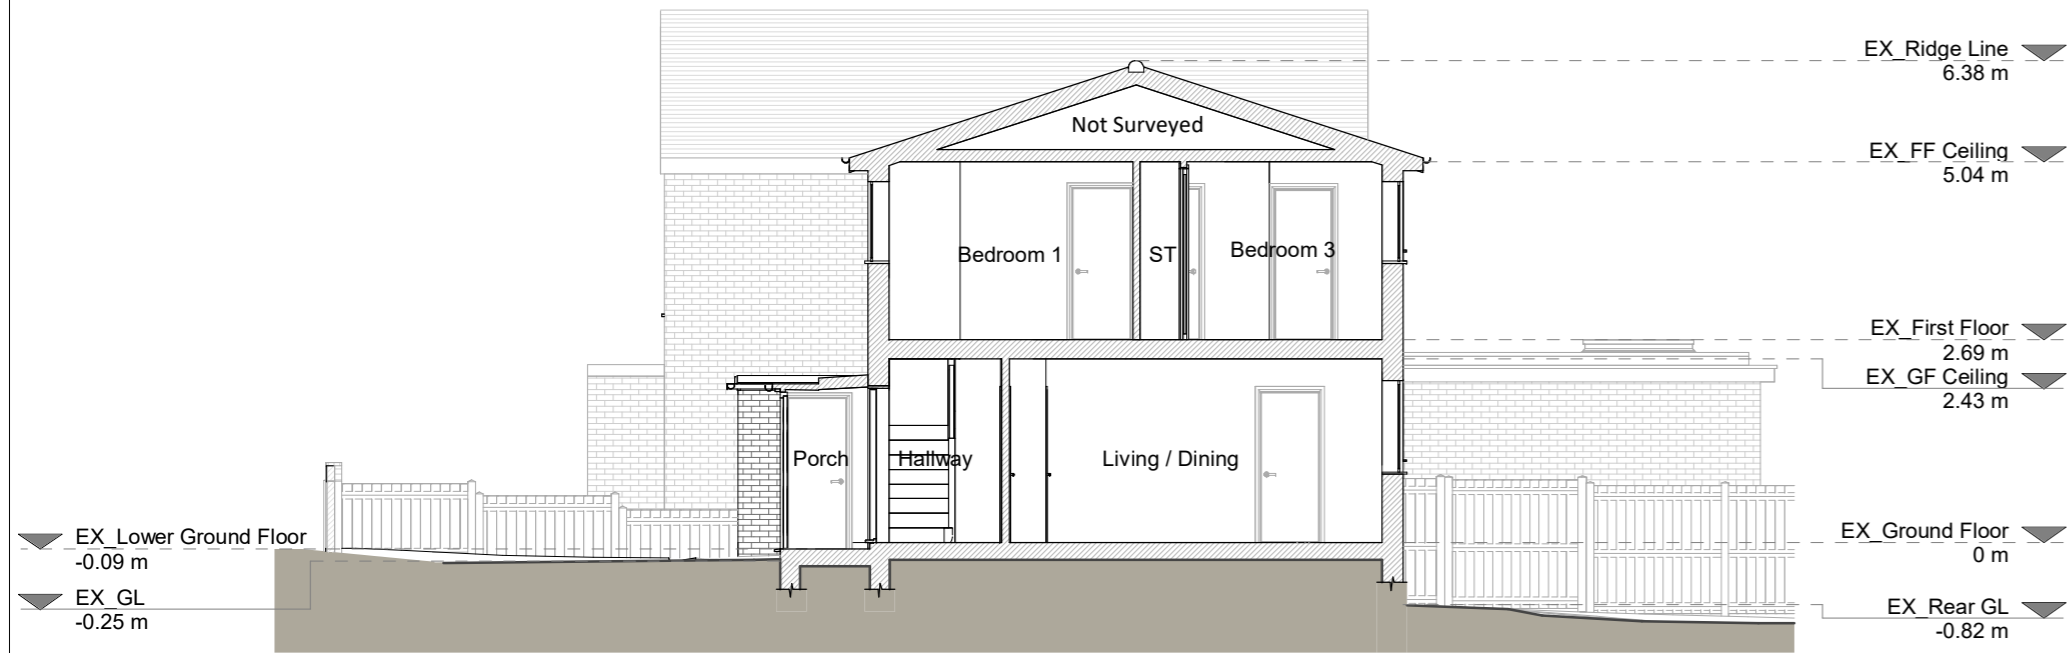 EX_Ridge Line
6.38 m
Not Surveyed
EX_FF Ceiling
5.04 m
Bedroom 1
ST
Bedroom 3
EX_First Floor
2.69 m
EX_GF Ceiling
2.43 m
Porch
Hallway
Living / Dining
EX_Lower Ground Floor
-0.09 m
EX_GL
-0.25 m
EX_Ground Floor
0 m
EX_Rear GL
-0.82 m